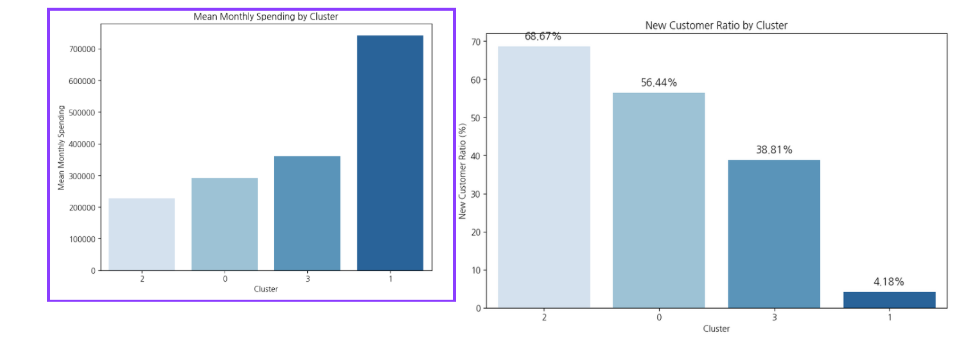 Mean Monthly Spending by Cluster
Mean Monthly Spending
700000
600000
500000
400000
300000
200000
100000
0
2 0 3 1
Cluster
New Customer Ratio by Cluster
New Customer Ratio (%)
70
60
50
40
30
20
10
0
68.67%
56.44%
38.81%
4.18%
2 0 3 1
Cluster